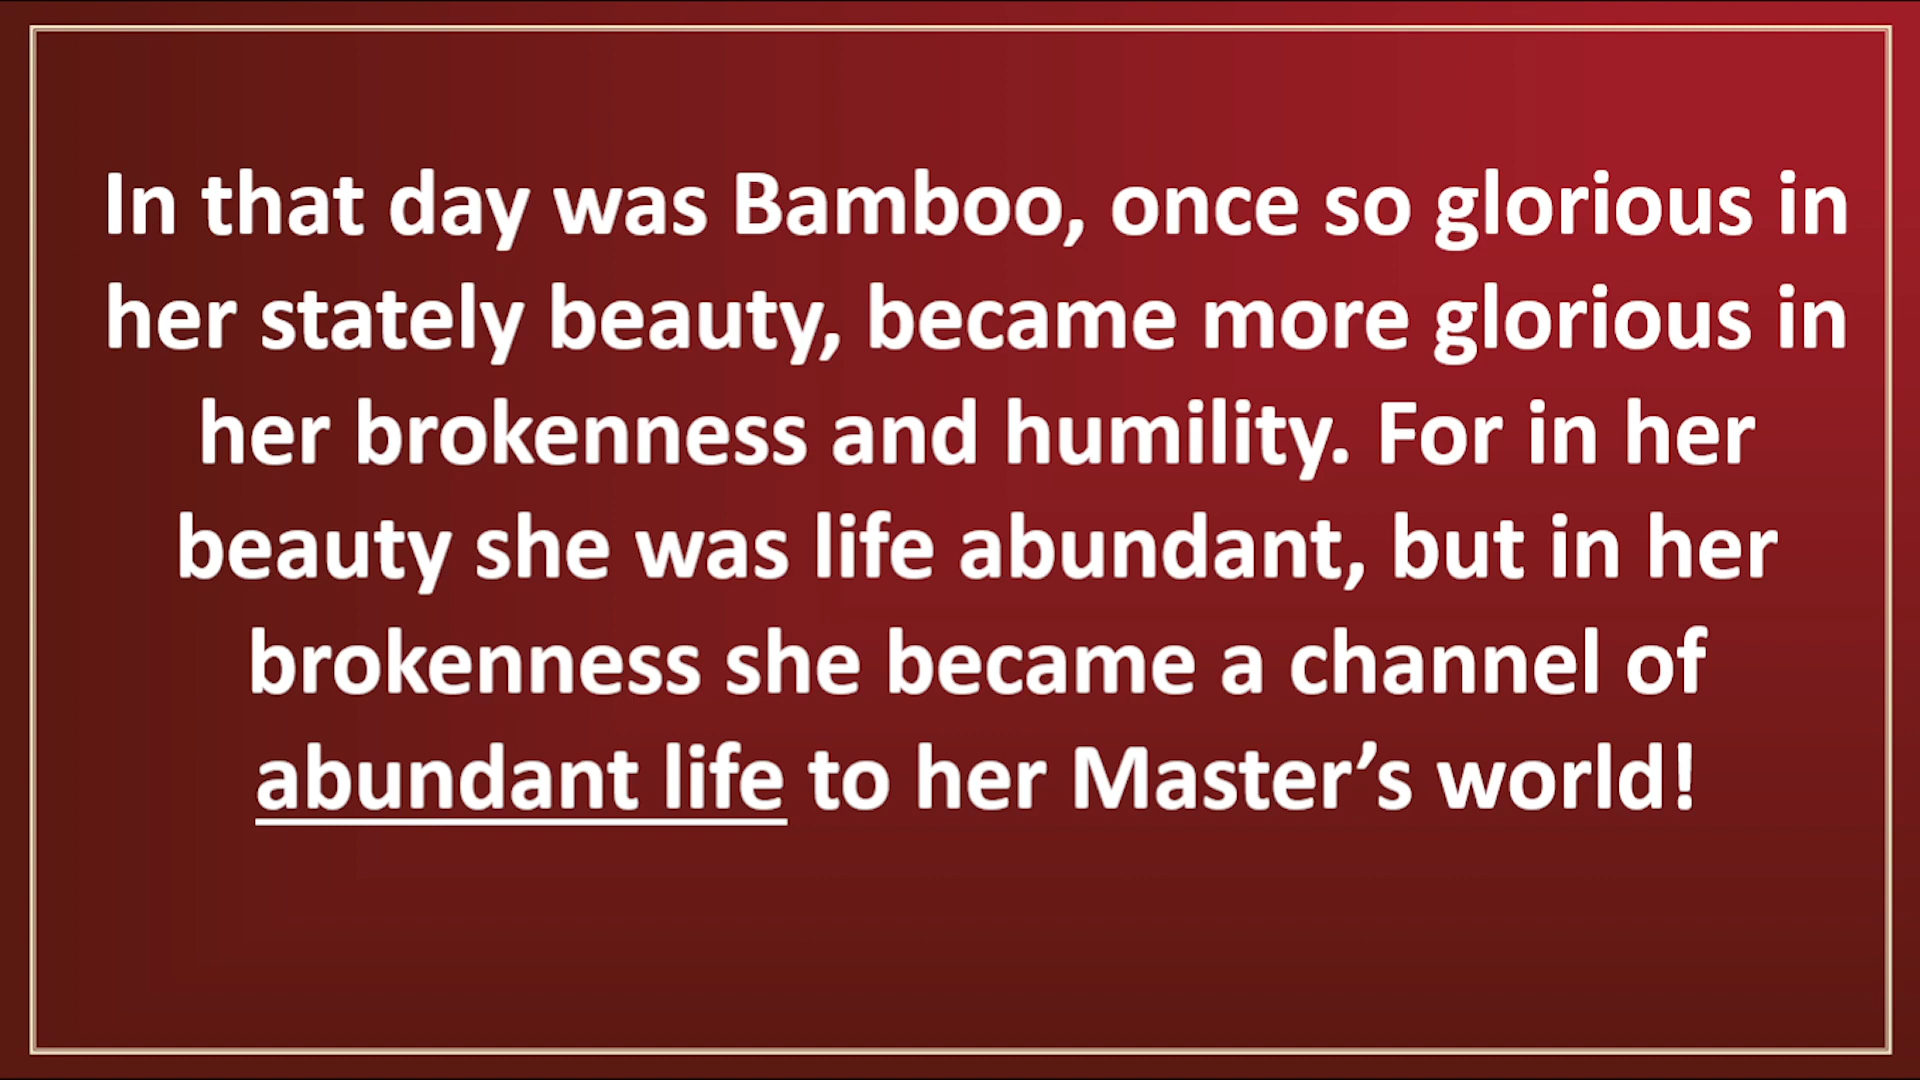 In that day was Bamboo, once so glorious in
her stately beauty, became more glorious in
her brokenness and humility. For in her
beauty she was life abundant, but in her
brokenness she became a channel of
abundant life to her Master’s world!